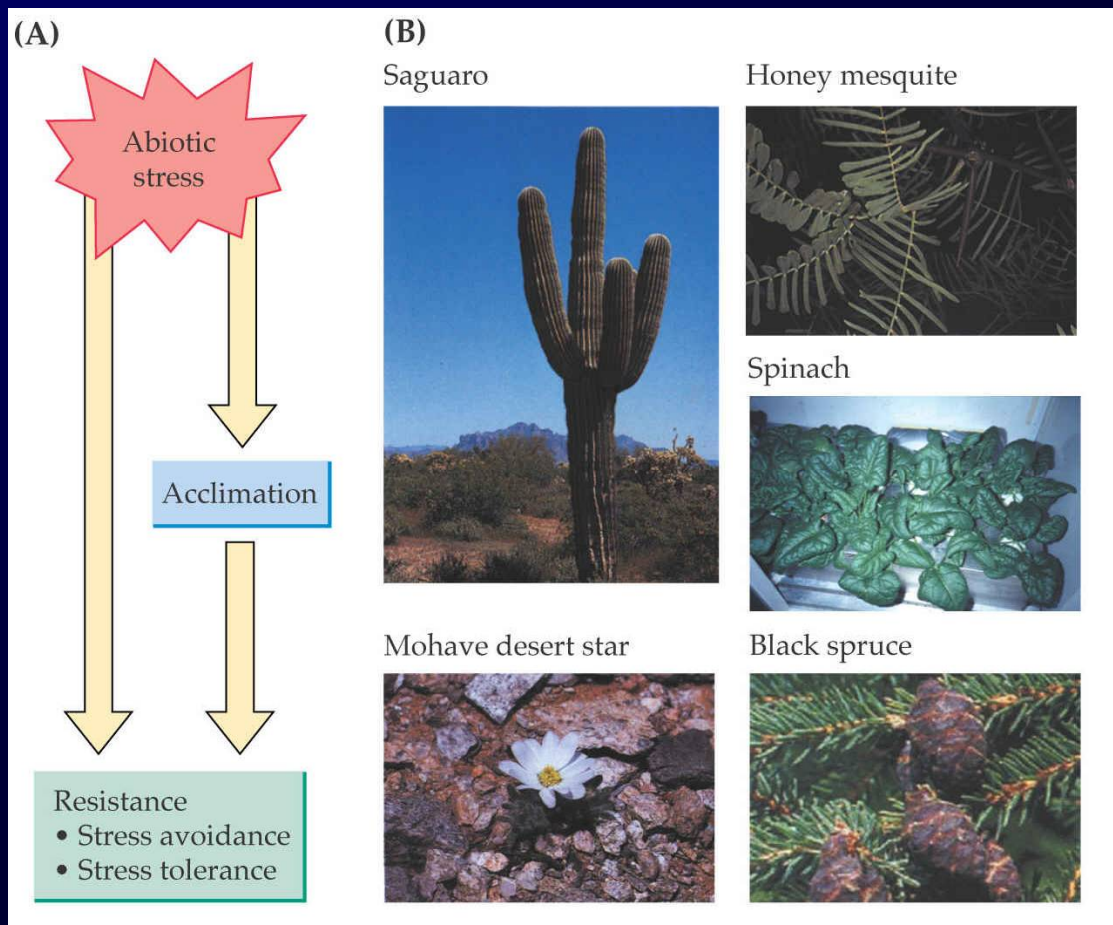 (A)
Abiotic
stress
Acclimation
Resistance
• Stress avoidance
• Stress tolerance
(B)
Saguaro
Honey mesquite
Spinach
Mohave desert star
Black spruce